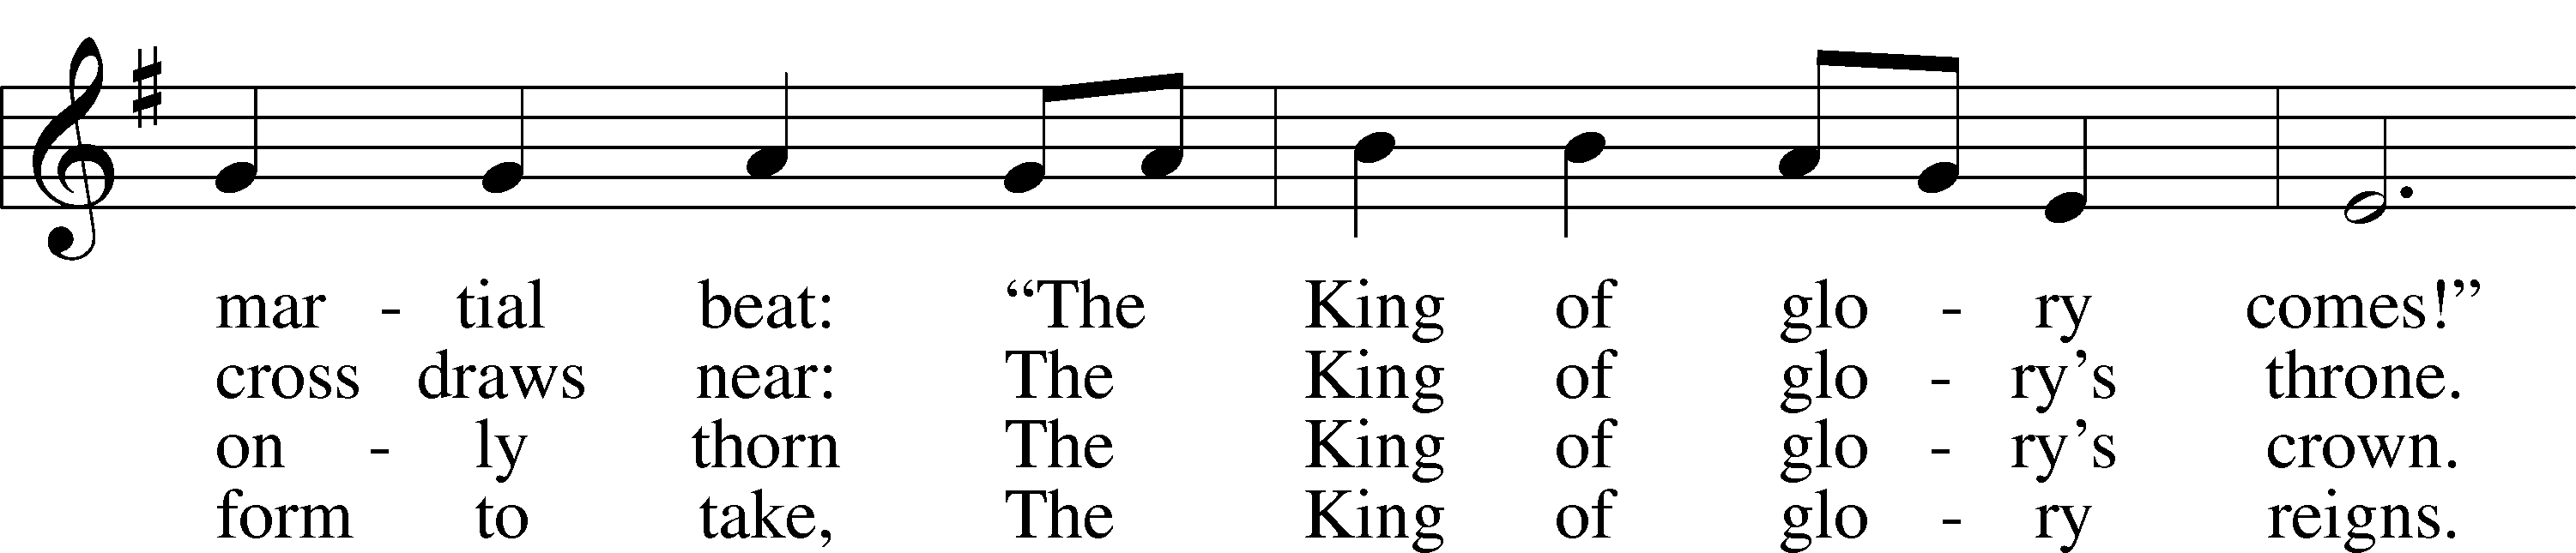 mar - tial beat: “The King of glo - ry comes!”
cross draws near: The King of glo - ry’s throne.
on - ly thorn The King of glo - ry’s crown.
form to take, The King of glo - ry reigns.